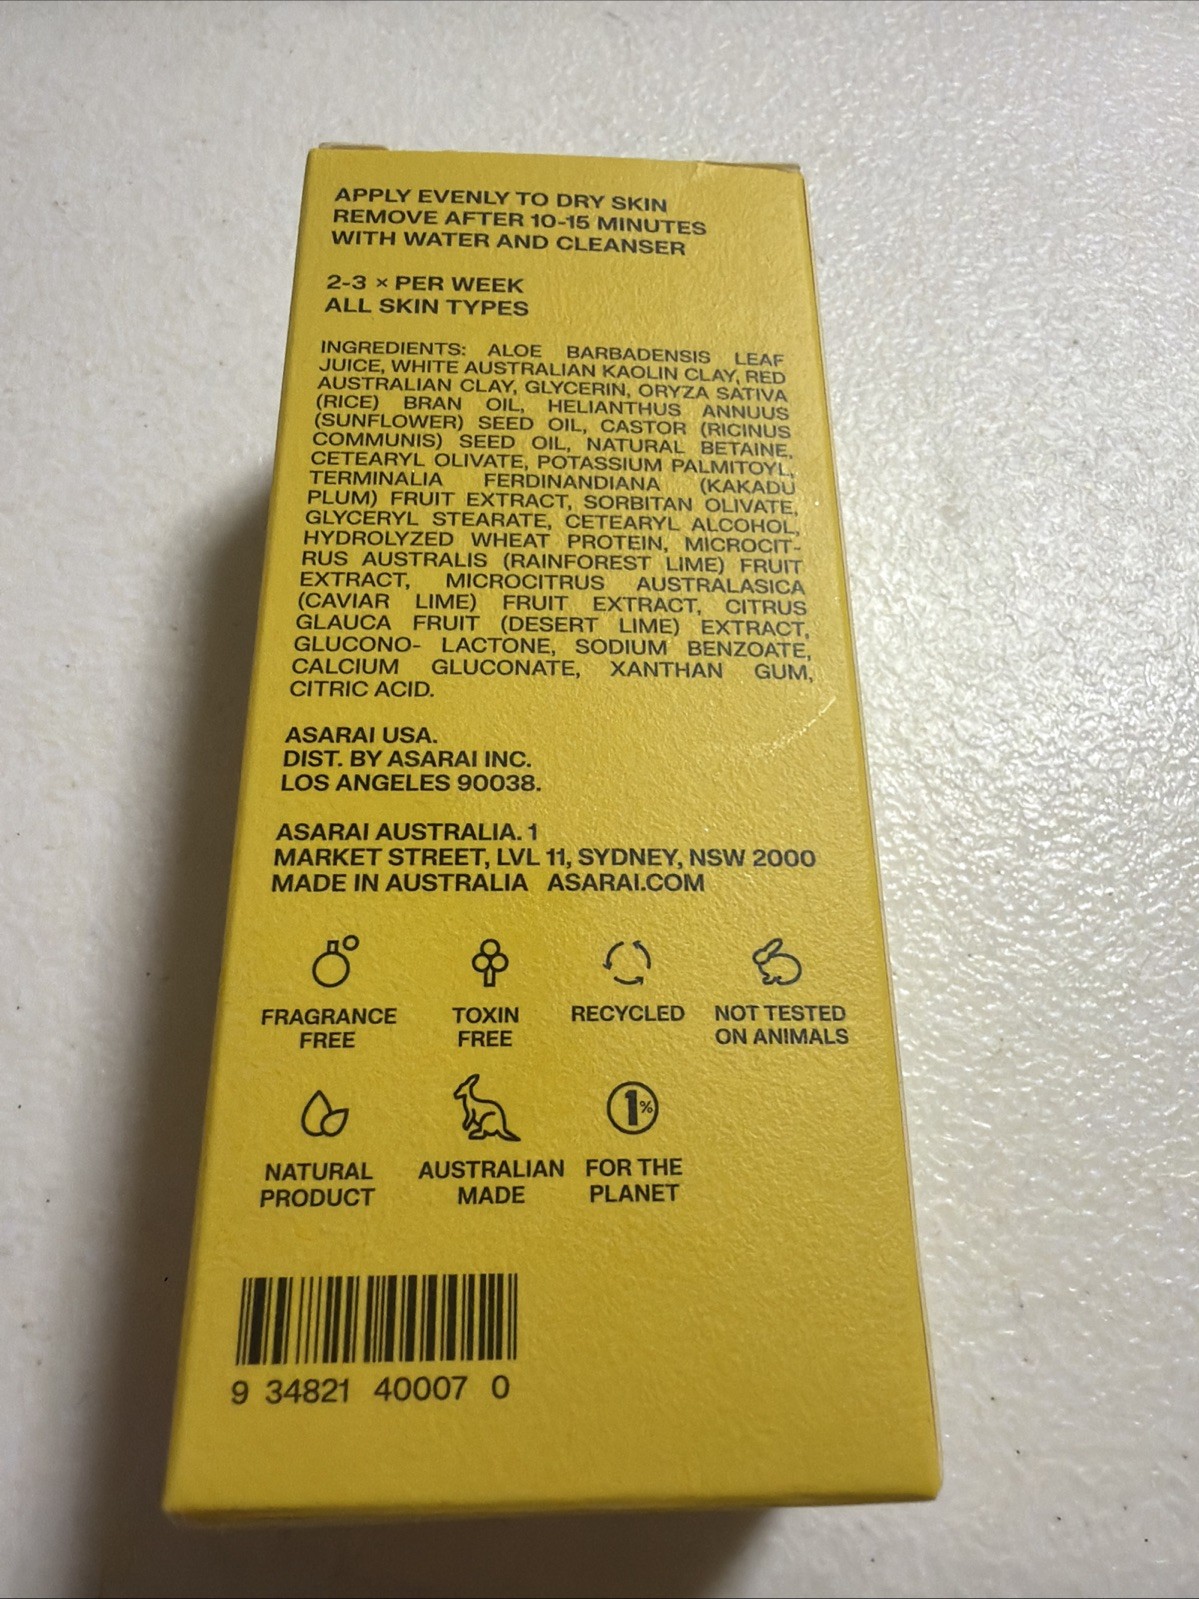 APPLY EVENLY TO DRY SKIN
REMOVE AFTER 10-15 MINUTES
WITH WATER AND CLEANSER
2-3 × PER WEEK
ALL SKIN TYPES
INGREDIENTS: ALOE BARBADENSIS LEAF
JUICE, WHITE AUSTRALIAN KAOLIN CLAY, RED
AUSTRALIAN CLAY, GLYCERIN, ORYZA SATIVA
(RICE) BRAN OIL, HELIANTHUS ANNUUS
(SUNFLOWER) SEED OIL, CASTOR (RICINUS
COMMUNIS) SEED OIL, NATURAL BETAINE,
CETEARYL OLIVATE, POTASSIUM PALMITOYL,
TERMINALIA FERDINANDIANA (KAKADU
PLUM) FRUIT EXTRACT, SORBITAN OLIVATE,
GLYCERYL STEARATE, CETEARYL ALCOHOL,
HYDROLYZED WHEAT PROTEIN, MICROCIT-
RUS AUSTRALIS (RAINFOREST LIME) FRUIT
EXTRACT, MICROCITRUS AUSTRALASICA
(CAVIAR LIME) FRUIT EXTRACT, CITRUS
GLAUCA FRUIT (DESERT LIME) EXTRACT,
GLUCONO- LACTONE, SODIUM BENZOATE,
CALCIUM GLUCONATE, XANTHAN GUM,
CITRIC ACID.
ASARAI USA.
DIST. BY ASARAI INC.
LOS ANGELES 90038.
ASARAI AUSTRALIA. 1
MARKET STREET, LVL 11, SYDNEY, NSW 2000
MADE IN AUSTRALIA ASARAI.COM
FRAGRANCE
FREE
TOXIN
FREE
RECYCLED
NOT TESTED
ON ANIMALS
NATURAL
PRODUCT
AUSTRALIAN
MADE
1%
FOR THE
PLANET
9 34821 40007 0